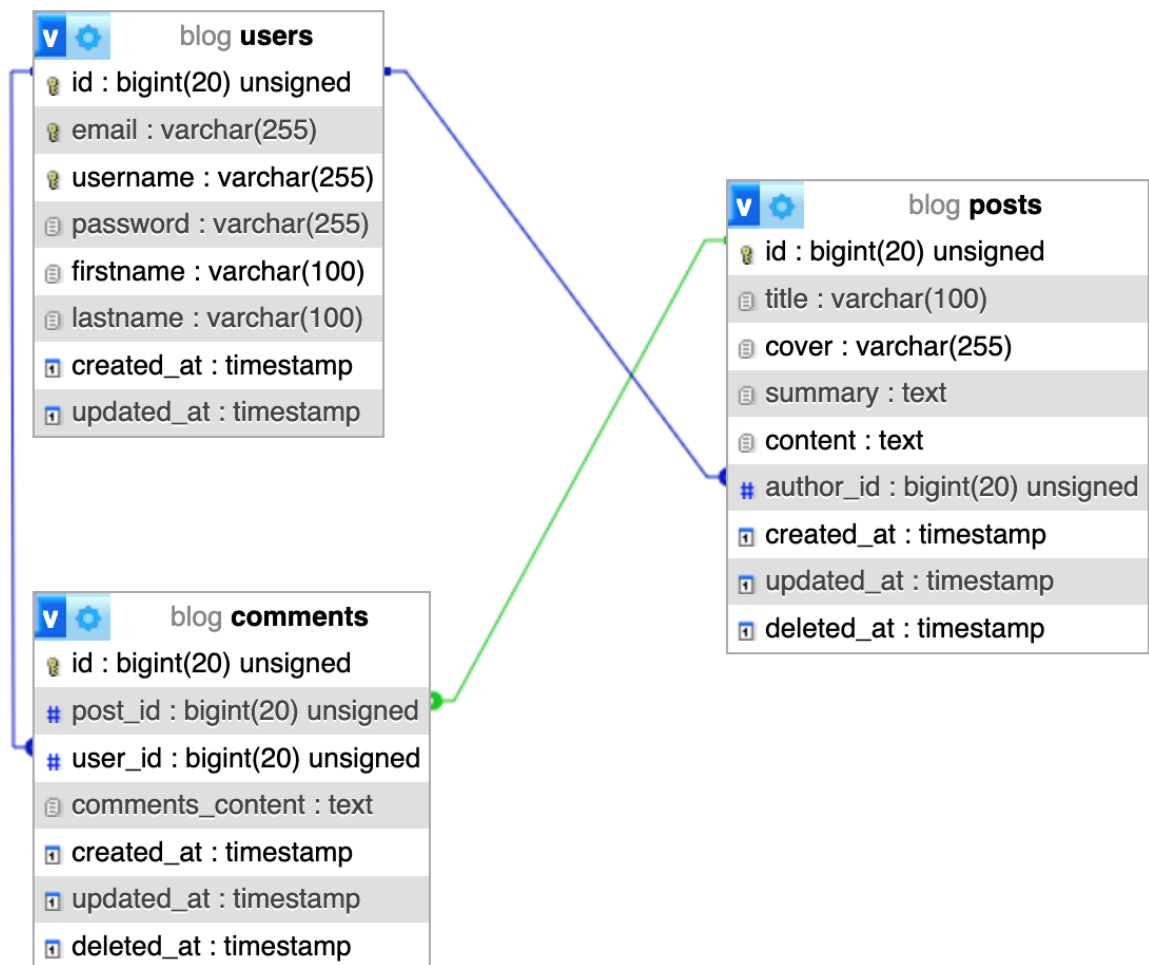 v blog users
id : bigint(20) unsigned
email : varchar(255)
username : varchar(255)
password : varchar(255)
firstname : varchar(100)
lastname : varchar(100)
created_at : timestamp
updated_at : timestamp
v blog posts
id : bigint(20) unsigned
title : varchar(100)
cover : varchar(255)
summary : text
content : text
# author_id : bigint(20) unsigned
created_at : timestamp
updated_at : timestamp
deleted_at : timestamp
v blog comments
id : bigint(20) unsigned
# post_id : bigint(20) unsigned
# user_id : bigint(20) unsigned
comments_content : text
created_at : timestamp
updated_at : timestamp
deleted_at : timestamp